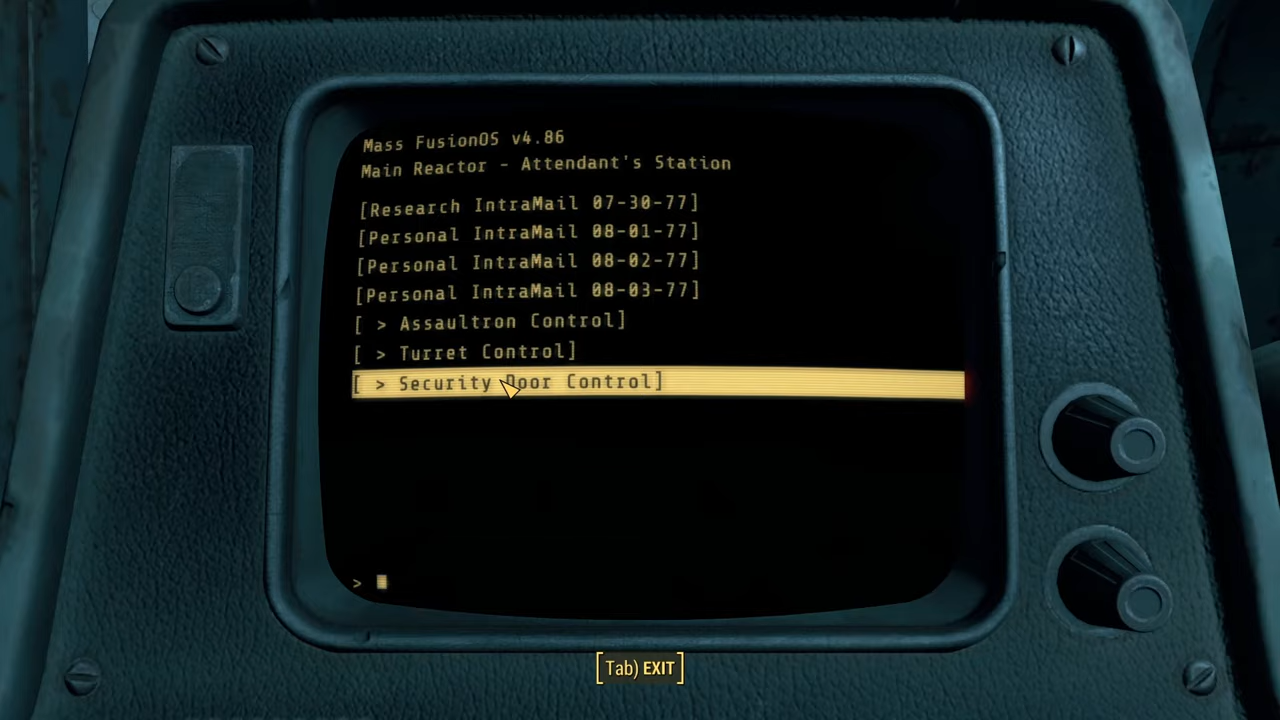 Mass FusionOS v4.86
Main Reactor - Attendant's Station
[Research IntraMail 07-30-77]
[Personal IntraMail 08-01-77]
[Personal IntraMail 08-02-77]
[Personal IntraMail 08-03-77]
[ > Assaultron Control]
[ > Turret Control]
[ > Security Door Control]
>
[Tab) EXIT]